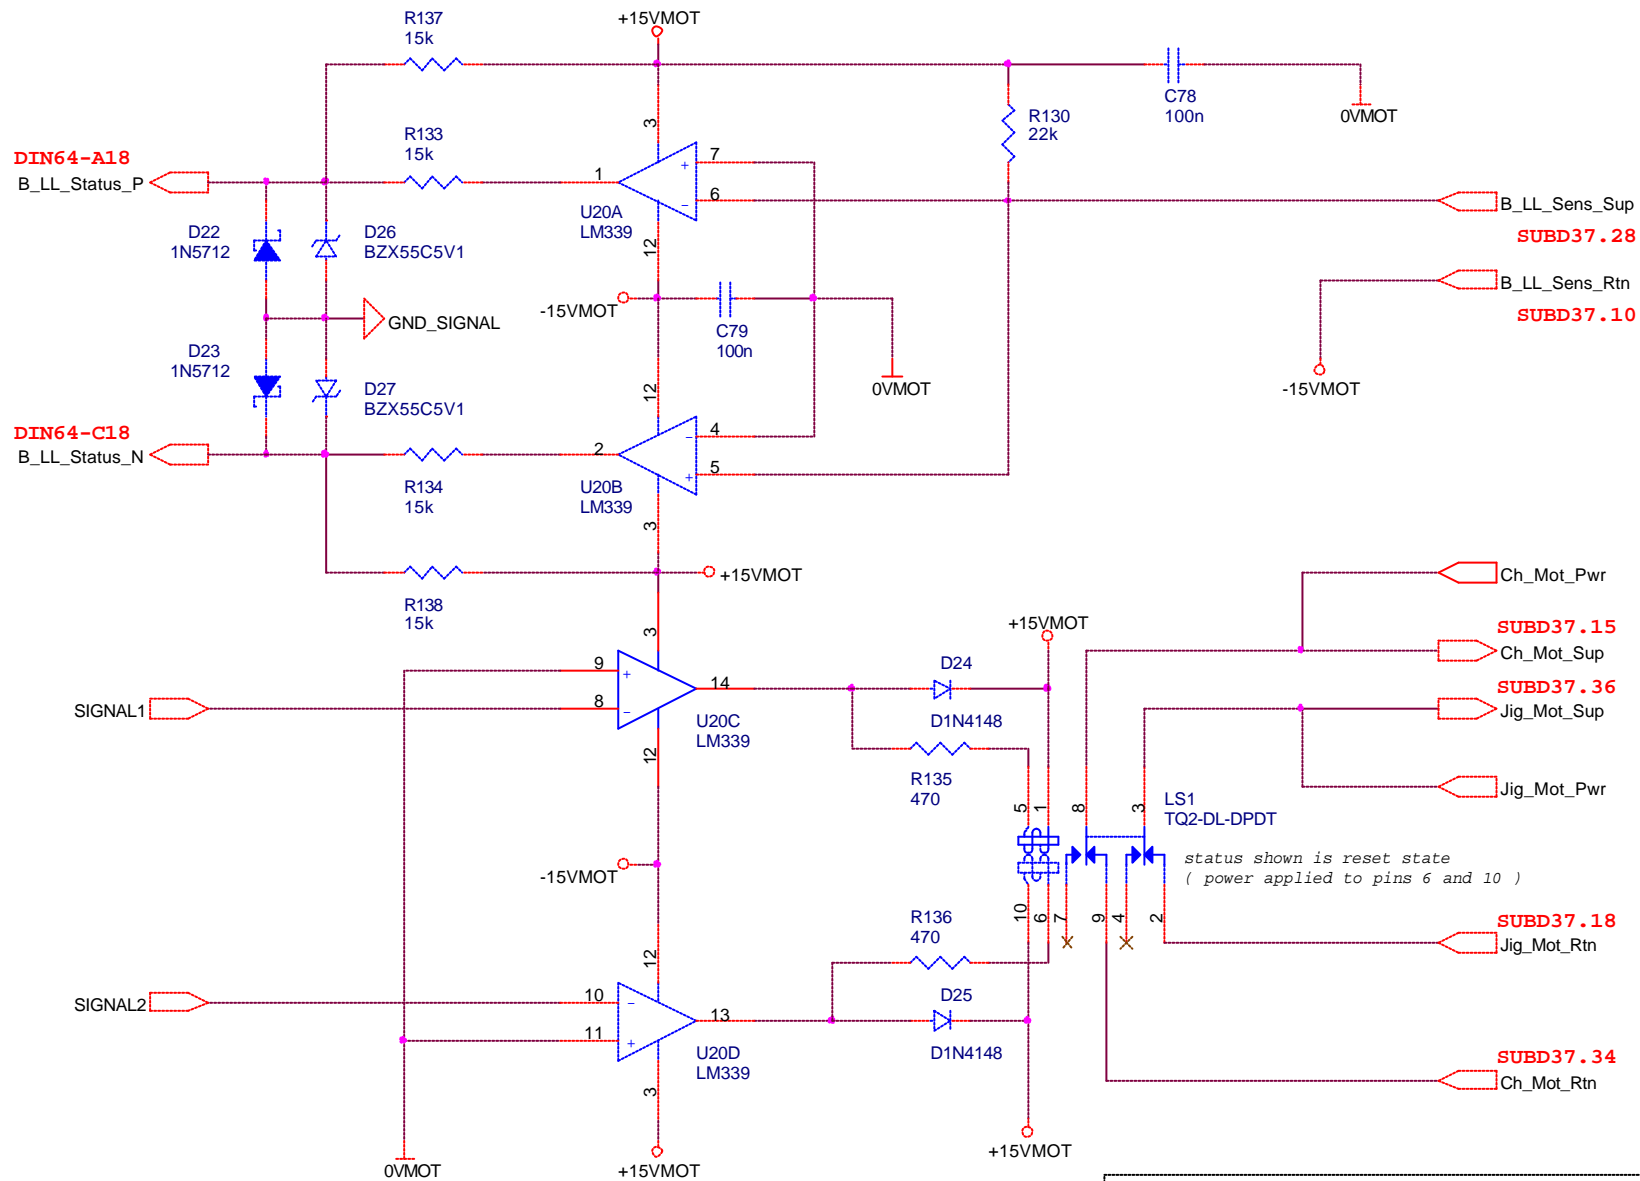 R137
15k
+15VMOT
C78
100n
0VMOT
R130
22k
R133
15k
3
DIN64-A18
B_LL_Status_P
1
+
7
−
6
U20A
LM339
12
B_LL_Sens_Sup
SUBD37.28
D22
1N5712
D26
BZX55C5V1
B_LL_Sens_Rtn
SUBD37.10
-15VMOT
GND_SIGNAL
C79
100n
D23
1N5712
D27
BZX55C5V1
12
0VMOT
-15VMOT
DIN64-C18
B_LL_Status_N
2
−
4
+
5
R134
15k
U20B
LM339
3
+15VMOT
R138
15k
Ch_Mot_Pwr
3
+15VMOT
SUBD37.15
Ch_Mot_Sup
9
+
8
−
14
D24
D1N4148
SUBD37.36
Jig_Mot_Sup
SIGNAL1
U20C
LM339
12
R135
470
Jig_Mot_Pwr
5
1
8
3
LS1
TQ2-DL-DPDT
status shown is reset state
( power applied to pins 6 and 10 )
-15VMOT
10
6
7
9
4
2
R136
470
SUBD37.18
Jig_Mot_Rtn
12
SIGNAL2
10
−
11
+
13
D25
D1N4148
U20D
LM339
3
SUBD37.34
Ch_Mot_Rtn
0VMOT
+15VMOT
+15VMOT